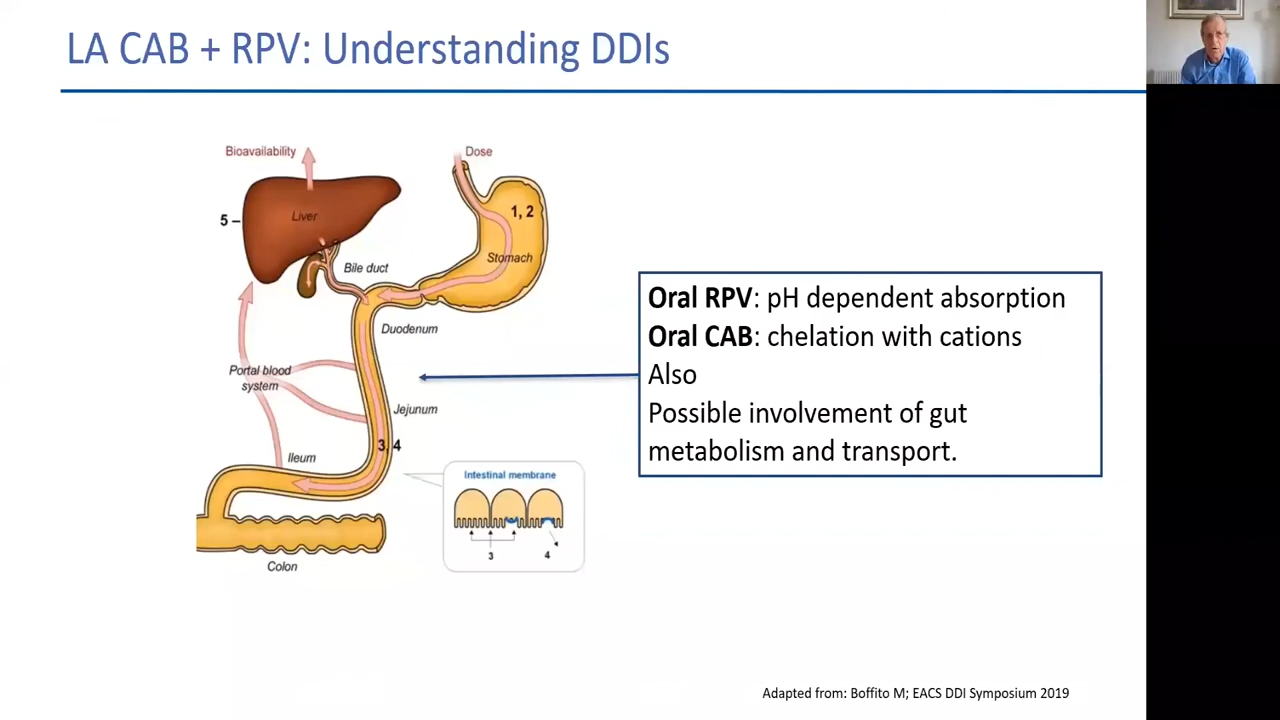 LA CAB + RPV: Understanding DDIs
Bioavailability
Dose
5 –
Liver
1, 2
Stomach
Bile duct
Duodenum
Portal blood
system
Jejunum
3, 4
Ileum
Intestinal membrane
3
4
Colon
Oral RPV: pH dependent absorption
Oral CAB: chelation with cations
Also
Possible involvement of gut
metabolism and transport.
Adapted from: Boffito M; EACS DDI Symposium 2019